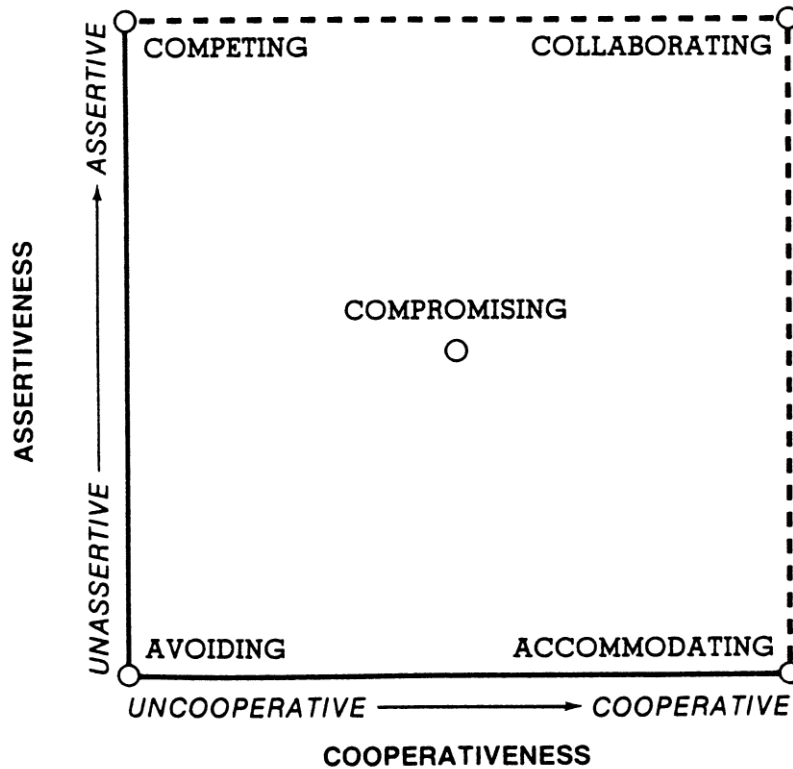 COMPETING
COLLABORATING
ASSERTIVE
ASSERTIVENESS
COMPROMISING
UNASSERTIVE
AVOIDING
ACCOMMODATING
UNCOOPERATIVE
COOPERATIVE
COOPERATIVENESS